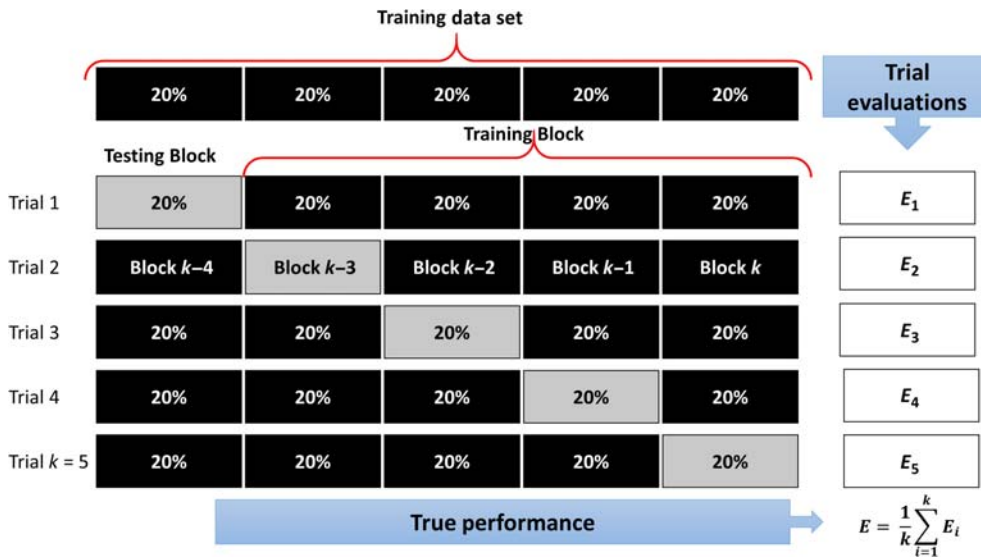 Training data set
20% 20% 20% 20% 20%
Trial
evaluations
Training Block
Testing Block
Trial 1 20% 20% 20% 20% 20% E₁
Trial 2 Block k–4 Block k–3 Block k–2 Block k–1 Block k E₂
Trial 3 20% 20% 20% 20% 20% E₃
Trial 4 20% 20% 20% 20% 20% E₄
Trial k = 5 20% 20% 20% 20% 20% E₅
True performance
E = 1/k ∑ᵢ₌₁ᵏ Eᵢ